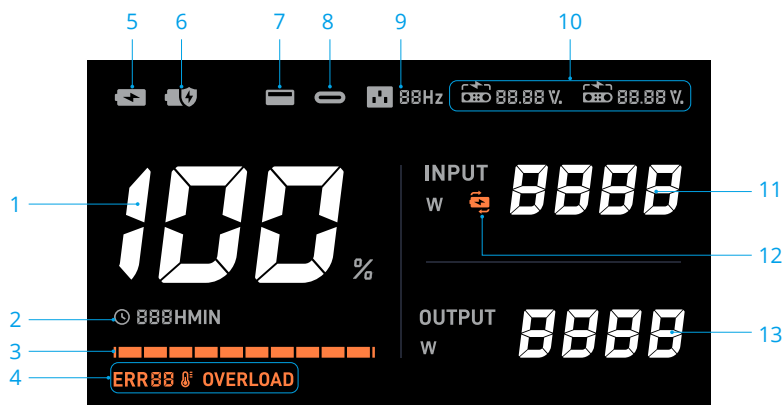 5 6 7 8 9 10
88Hz 88.88 V. 88.88 V.
1 100 %
INPUT
W 8888 11
12
2 888HMIN
3
OUTPUT
W 8888 13
4 ERR88 OVERLOAD